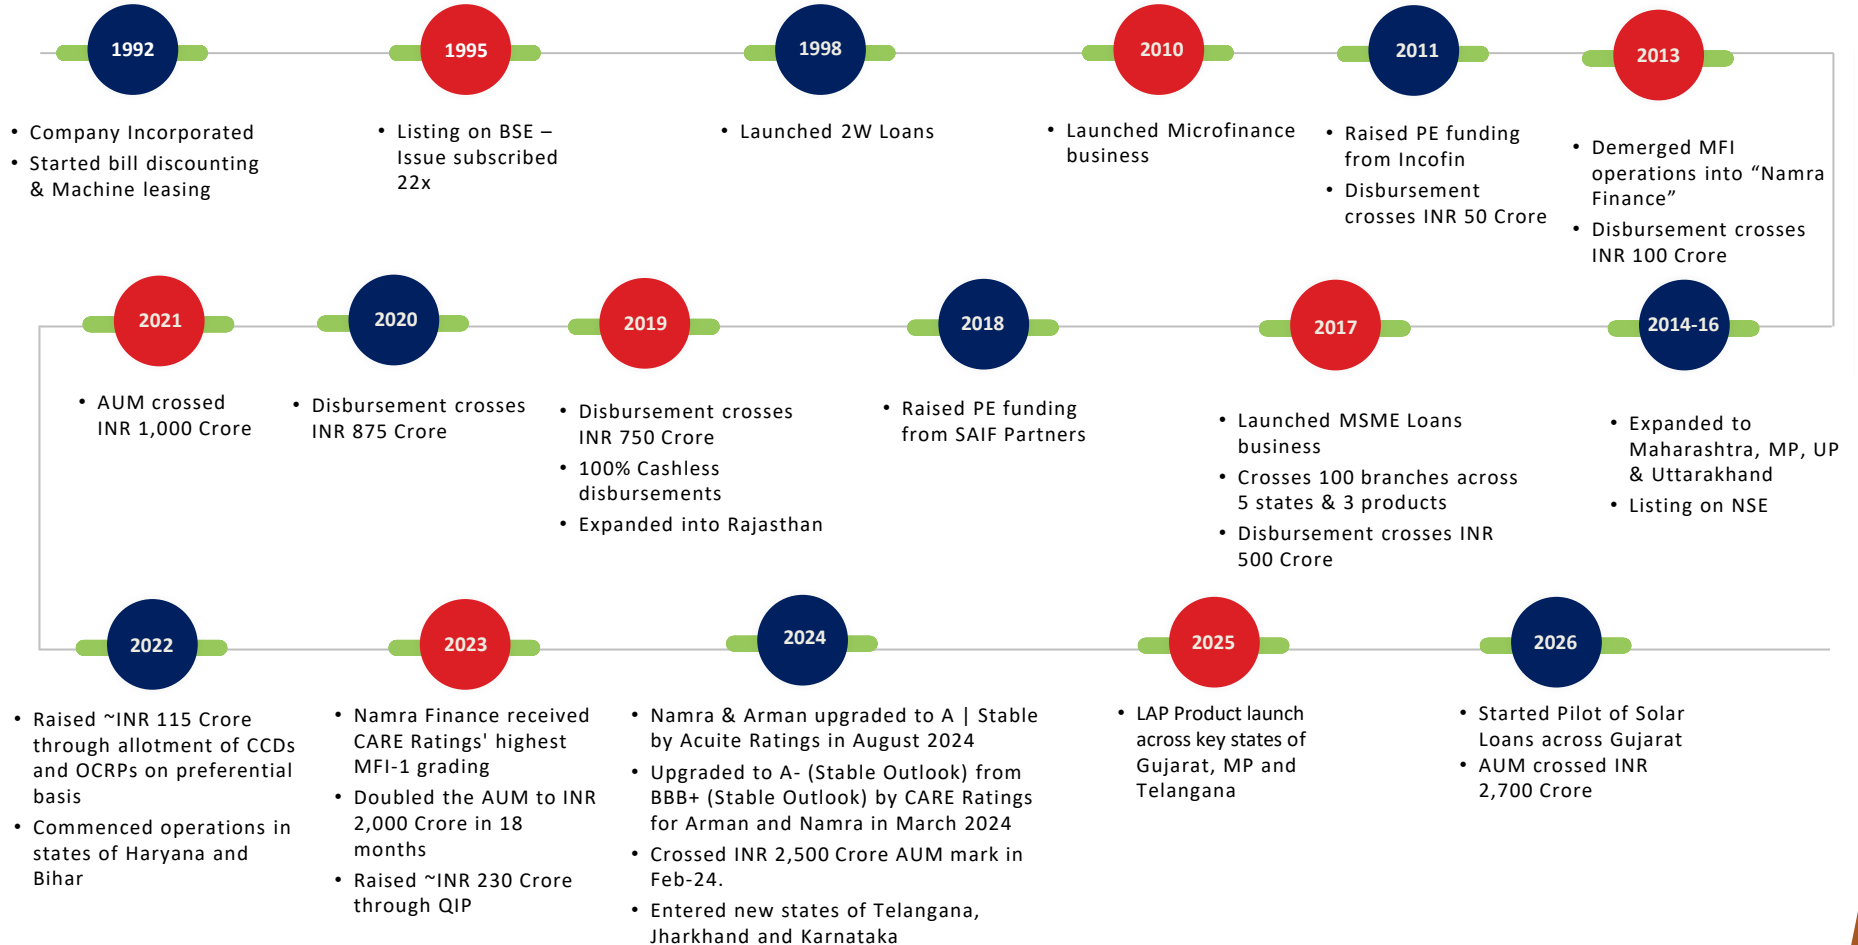 1992
• Company Incorporated
• Started bill discounting
& Machine leasing
1995
• Listing on BSE –
Issue subscribed
22x
1998
• Launched 2W Loans
2010
• Launched Microfinance
business
2011
• Raised PE funding
from Incofin
• Disbursement
crosses INR 50 Crore
2013
• Demerged MFI
operations into “Namra
Finance”
• Disbursement crosses
INR 100 Crore
2014-16
• Expanded to
Maharashtra, MP, UP
& Uttarakhand
• Listing on NSE
2017
• Launched MSME Loans
business
• Crosses 100 branches across
5 states & 3 products
• Disbursement crosses INR
500 Crore
2018
• Raised PE funding
from SAIF Partners
2019
• Disbursement crosses
INR 750 Crore
• 100% Cashless
disbursements
• Expanded into Rajasthan
2020
• Disbursement crosses
INR 875 Crore
2021
• AUM crossed
INR 1,000 Crore
2022
• Raised ~INR 115 Crore
through allotment of CCDs
and OCRPs on preferential
basis
• Commenced operations in
states of Haryana and
Bihar
2023
• Namra Finance received
CARE Ratings' highest
MFI-1 grading
• Doubled the AUM to INR
2,000 Crore in 18
months
• Raised ~INR 230 Crore
through QIP
2024
• Namra & Arman upgraded to A | Stable
by Acuite Ratings in August 2024
• Upgraded to A- (Stable Outlook) from
BBB+ (Stable Outlook) by CARE Ratings
for Arman and Namra in March 2024
• Crossed INR 2,500 Crore AUM mark in
Feb-24.
• Entered new states of Telangana,
Jharkhand and Karnataka
2025
• LAP Product launch
across key states of
Gujarat, MP and
Telangana
2026
• Started Pilot of Solar
Loans across Gujarat
• AUM crossed INR
2,700 Crore